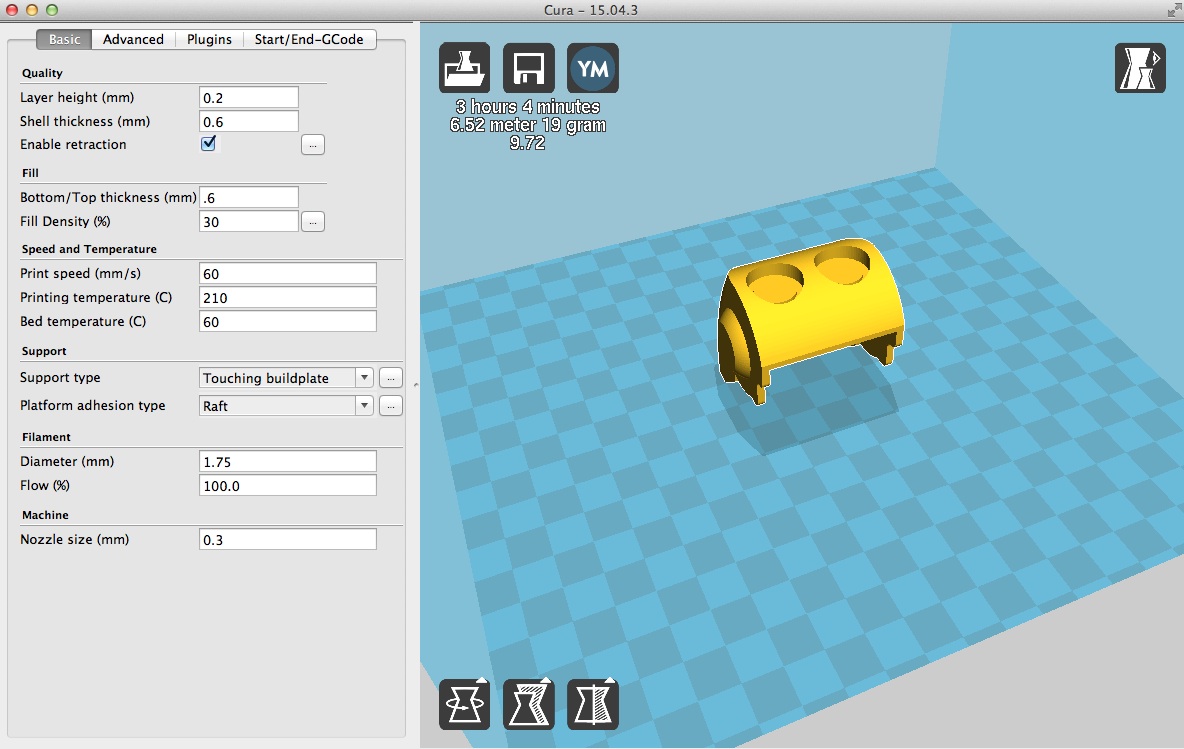 Cura - 15.04.3
Basic Advanced Plugins Start/End-GCode
Quality
Layer height (mm) 0.2
Shell thickness (mm) 0.6
Enable retraction ...
Fill
Bottom/Top thickness (mm) .6
Fill Density (%) 30 ...
Speed and Temperature
Print speed (mm/s) 60
Printing temperature (C) 210
Bed temperature (C) 60
Support
Support type Touching buildplate ...
Platform adhesion type Raft ...
Filament
Diameter (mm) 1.75
Flow (%) 100.0
Machine
Nozzle size (mm) 0.3
YM
3 hours 4 minutes
6.52 meter 19 gram
9.72